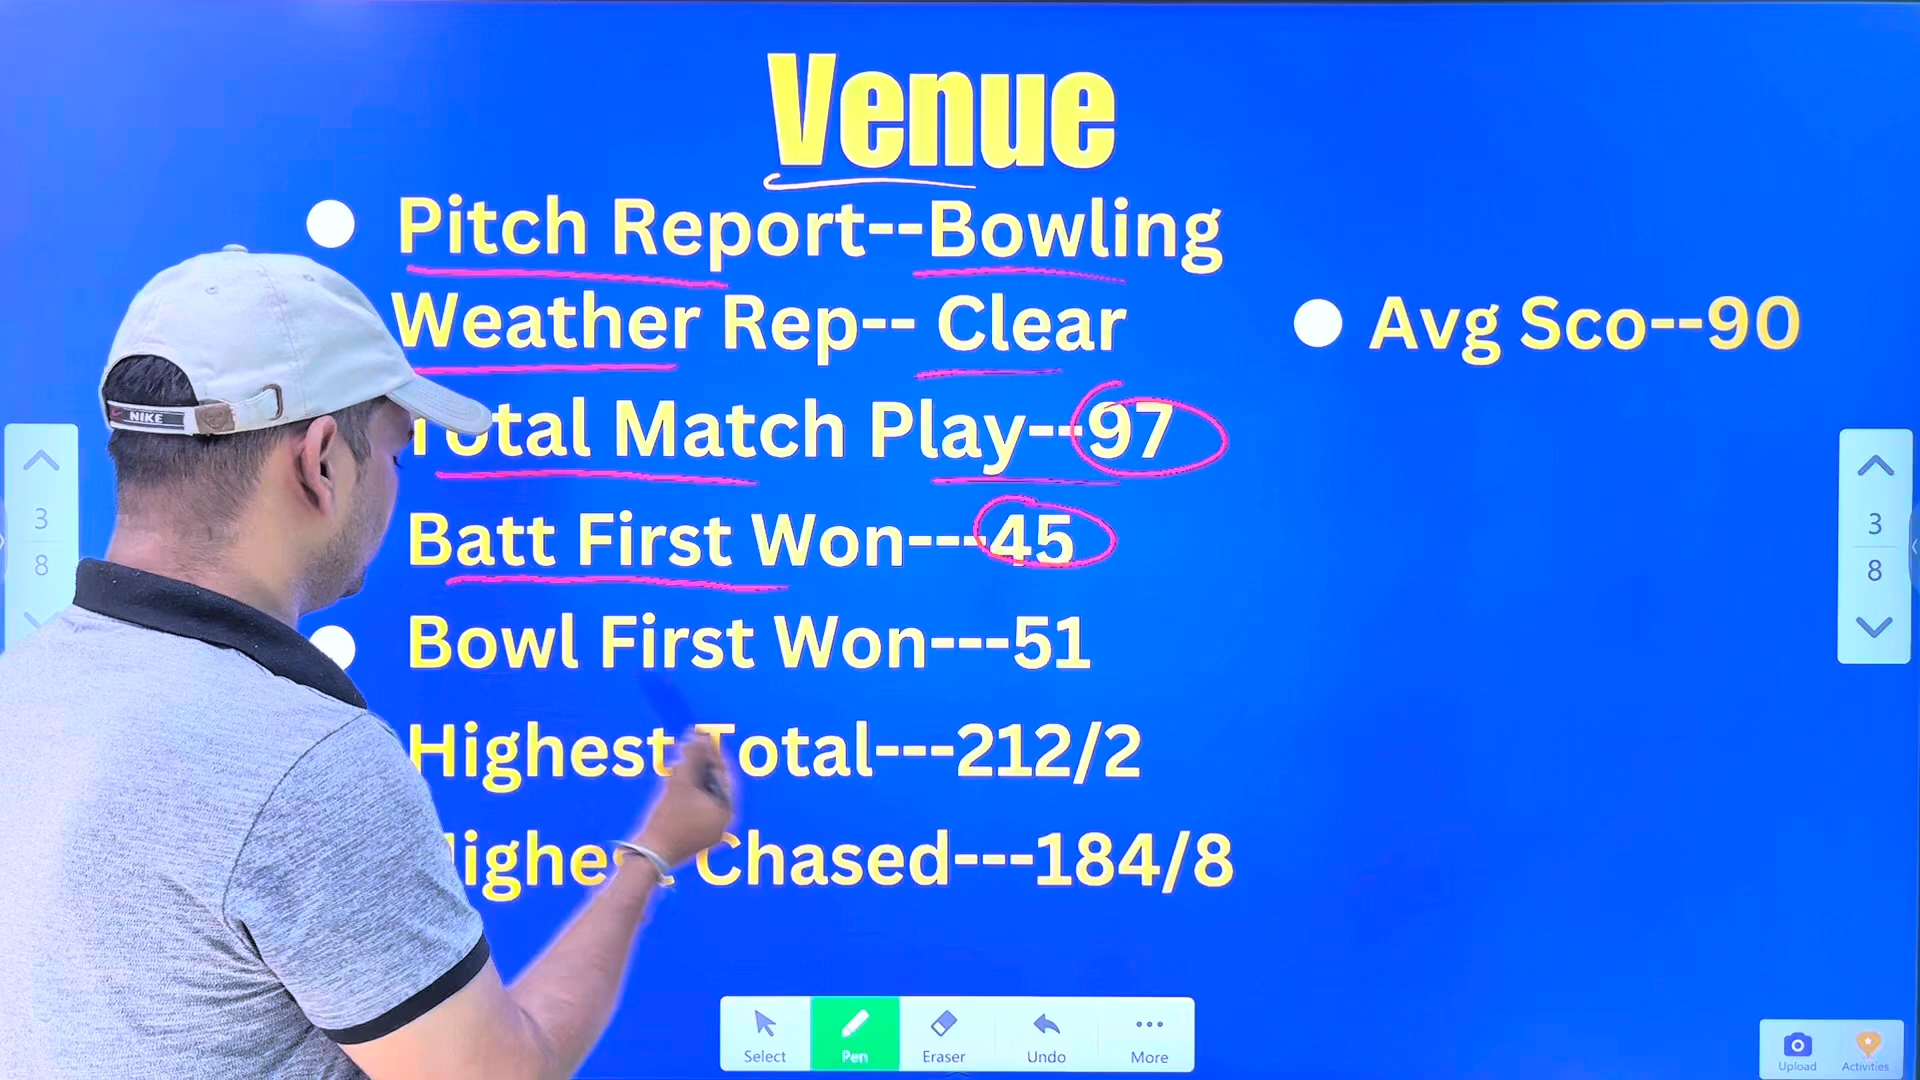 Venue
Pitch Report--Bowling
Weather Rep-- Clear
Avg Sco--90
Total Match Play--97
Batt First Won---45
Bowl First Won---51
Highest Total---212/2
Highest Chased---184/8
NIKE
3
8
3
8
Select
Pen
Eraser
Undo
More
Upload
Activities